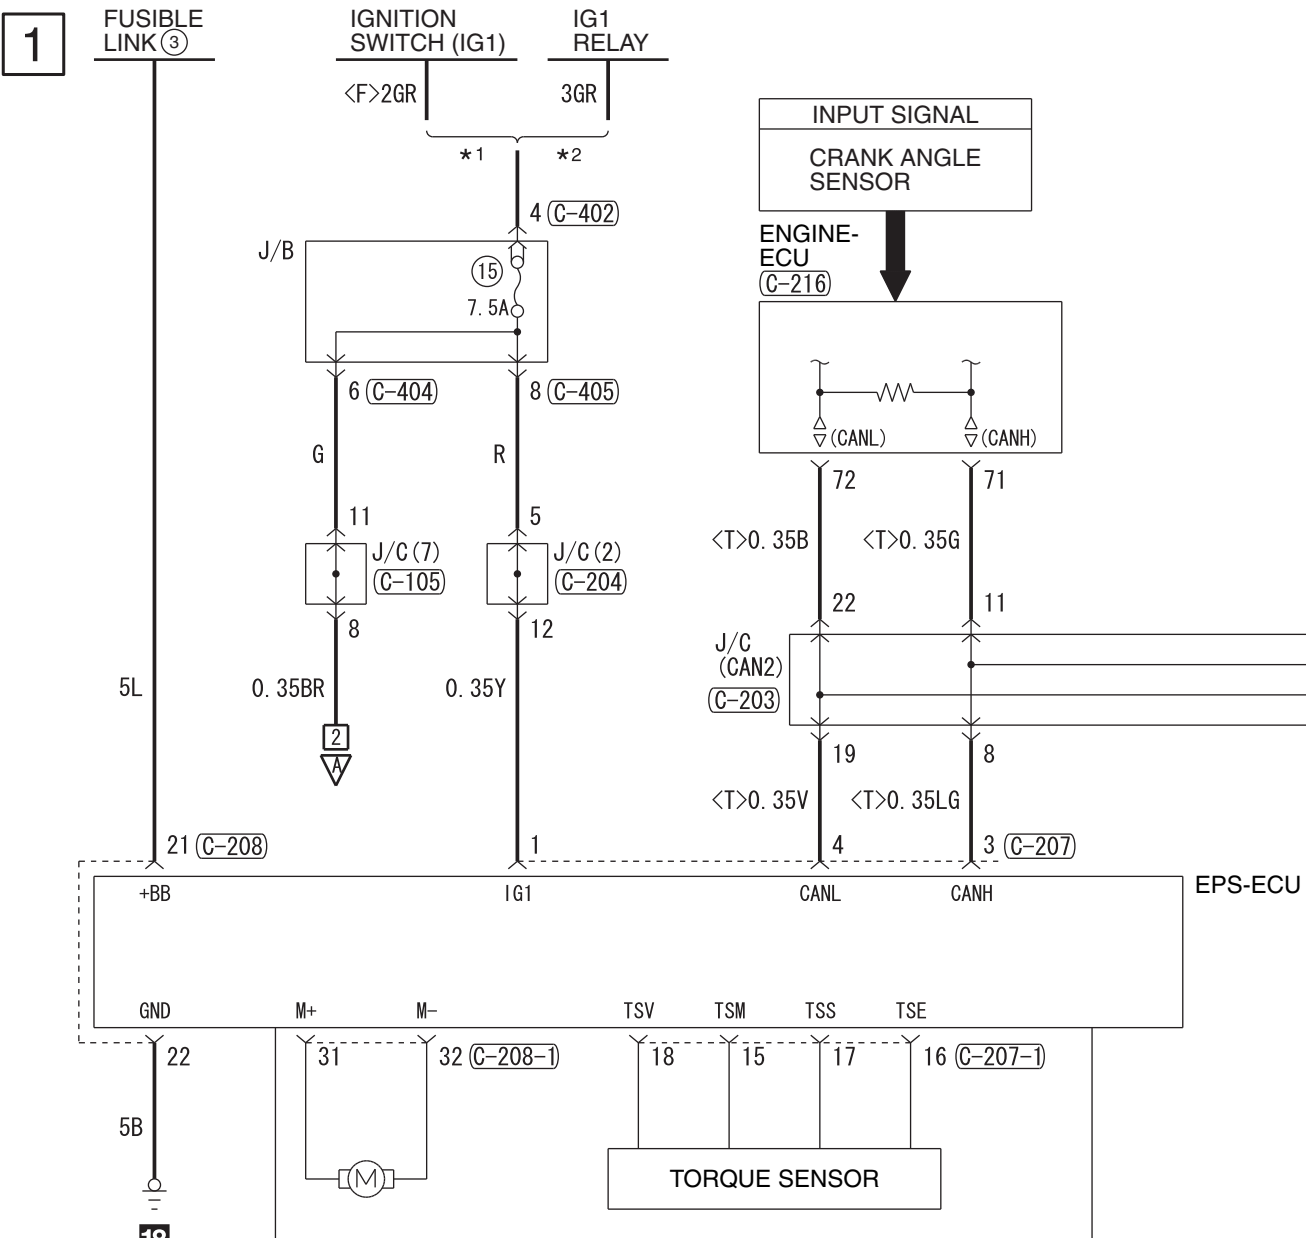 1
FUSIBLE
LINK ③
IGNITION
SWITCH (IG1)
IG1
RELAY
<F>2GR
3GR
*1
*2
INPUT SIGNAL
CRANK ANGLE
SENSOR
4 (C-402)
J/B
15
7.5A
ENGINE-
ECU
(C-216)
(CANL)
(CANH)
6 (C-404)
8 (C-405)
G
R
72
71
<T>0.35B
<T>0.35G
11
5
J/C(7)
(C-105)
J/C(2)
(C-204)
8
12
22
11
J/C
(CAN2)
(C-203)
5L
0.35BR
0.35Y
2
A
19
8
<T>0.35V
<T>0.35LG
21 (C-208)
1
4
3 (C-207)
EPS-ECU
+BB
IG1
CANL
CANH
GND
M+
M-
TSV
TSM
TSS
TSE
22
31
32 (C-208-1)
18
15
17
16 (C-207-1)
5B
M
TORQUE SENSOR